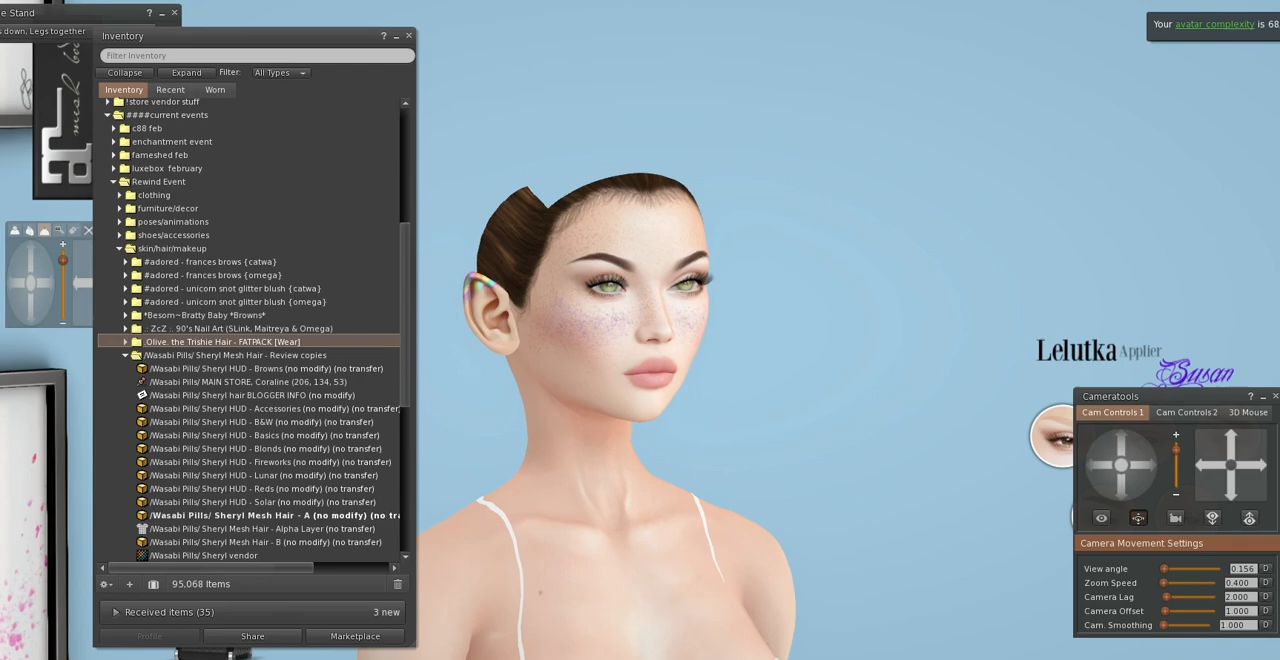 e Stand
s down, Legs together
mesh
Inventory
Filter Inventory
Collapse
Expand
Filter:
All Types
Inventory
Recent
Worn
!store vendor stuff
####current events
c88 feb
enchantment event
fameshed feb
luxebox february
Rewind Event
clothing
furniture/decor
poses/animations
shoes/accessories
skin/hair/makeup
#adored - frances brows {catwa}
#adored - frances brows {omega}
#adored - unicorn snot glitter blush {catwa}
#adored - unicorn snot glitter blush {omega}
*Besom~Bratty Baby *Browns*
.: ZcZ :. 90's Nail Art (SLink, Maitreya & Omega)
.Olive. the Trishie Hair - FATPACK [Wear]
/Wasabi Pills/ Sheryl Mesh Hair - Review copies
/Wasabi Pills/ Sheryl HUD - Browns (no modify) (no transfer)
/Wasabi Pills/ MAIN STORE, Coraline (206, 134, 53)
/Wasabi Pills/ Sheryl hair BLOGGER INFO (no modify)
/Wasabi Pills/ Sheryl HUD - Accessories (no modify) (no transfer
/Wasabi Pills/ Sheryl HUD - B&W (no modify) (no transfer)
/Wasabi Pills/ Sheryl HUD - Basics (no modify) (no transfer)
/Wasabi Pills/ Sheryl HUD - Blonds (no modify) (no transfer)
/Wasabi Pills/ Sheryl HUD - Fireworks (no modify) (no transfer)
/Wasabi Pills/ Sheryl HUD - Lunar (no modify) (no transfer)
/Wasabi Pills/ Sheryl HUD - Reds (no modify) (no transfer)
/Wasabi Pills/ Sheryl HUD - Solar (no modify) (no transfer)
/Wasabi Pills/ Sheryl Mesh Hair - A (no modify) (no tra
/Wasabi Pills/ Sheryl Mesh Hair - Alpha Layer (no transfer)
/Wasabi Pills/ Sheryl Mesh Hair - B (no modify) (no transfer)
/Wasabi Pills/ Sheryl vendor
95,068 Items
Received items (35)
3 new
Profile
Share
Marketplace
Your avatar complexity is 68
Lelutka Applier
Susan
Cameratools
Cam Controls 1
Cam Controls 2
3D Mouse
Camera Movement Settings
View angle 0.156 D
Zoom Speed 0.400 D
Camera Lag 2.000 D
Camera Offset 1.000 D
Cam. Smoothing 1.000 D